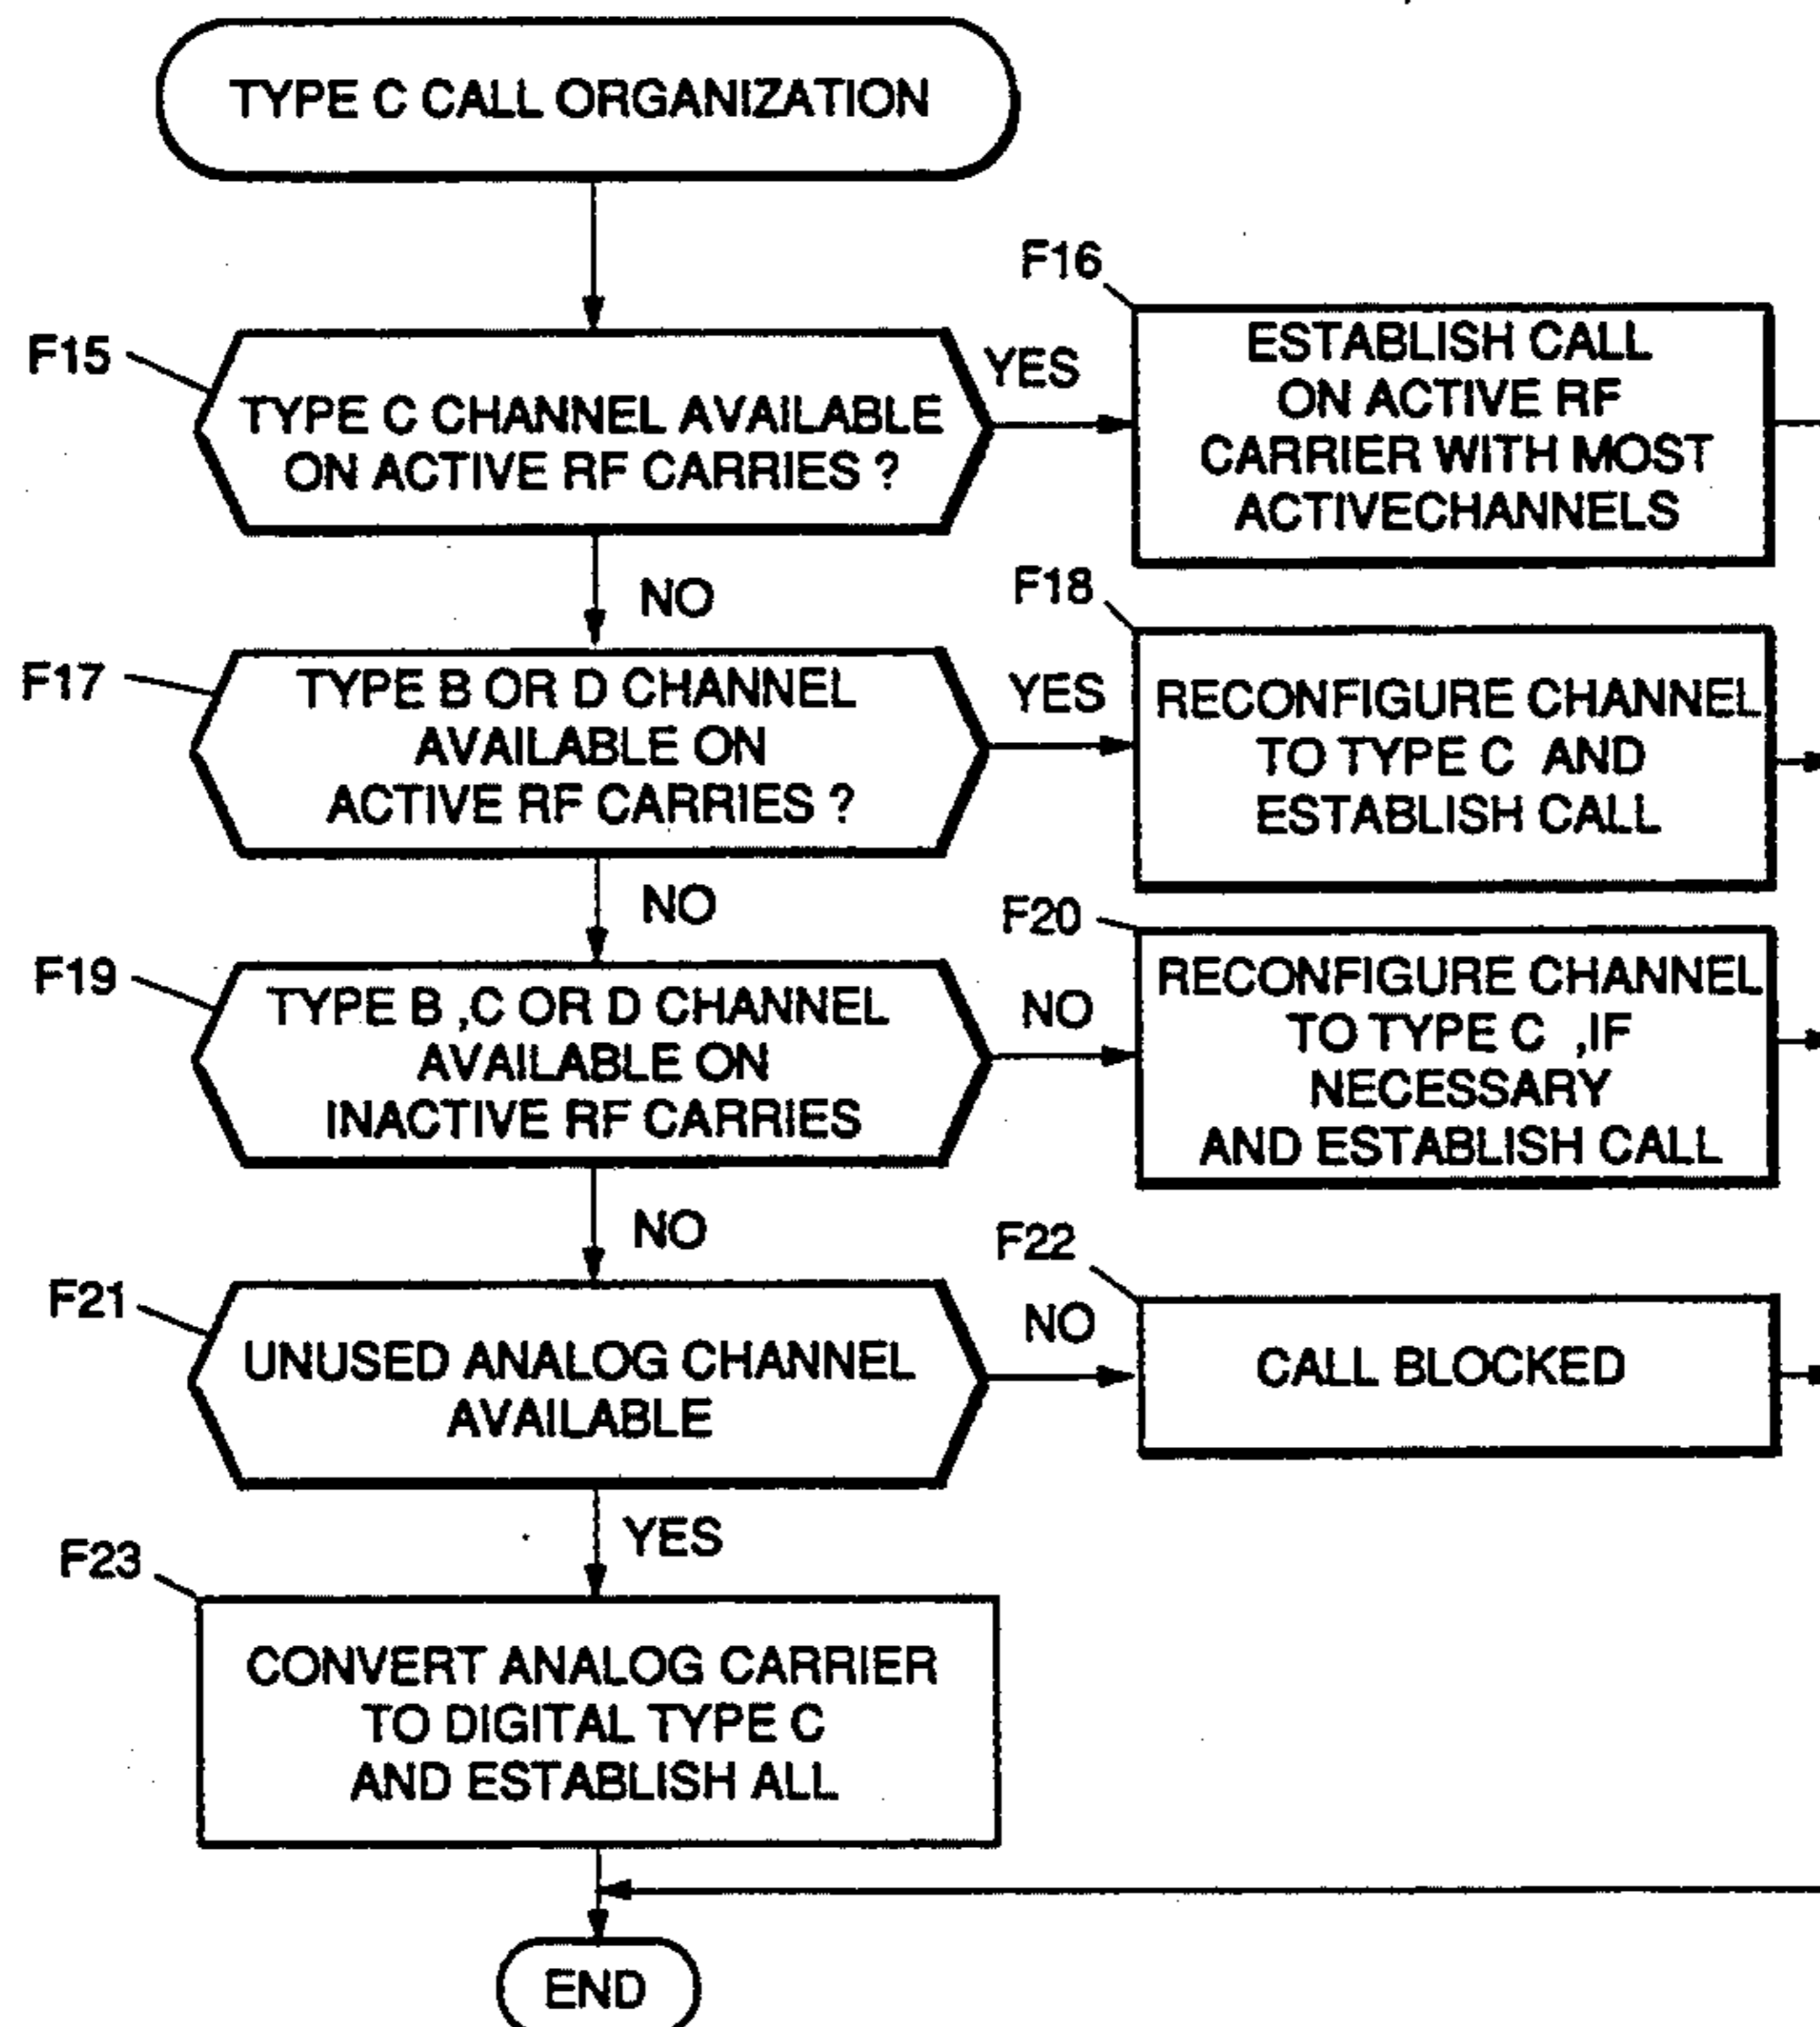 TYPE C CALL ORGANIZATION
F15
TYPE C CHANNEL AVAILABLE
ON ACTIVE RF CARRIES ?
YES
F16
ESTABLISH CALL
ON ACTIVE RF
CARRIER WITH MOST
ACTIVECHANNELS
NO
F17
TYPE B OR D CHANNEL
AVAILABLE ON
ACTIVE RF CARRIES ?
YES
F18
RECONFIGURE CHANNEL
TO TYPE C AND
ESTABLISH CALL
NO
F19
TYPE B ,C OR D CHANNEL
AVAILABLE ON
INACTIVE RF CARRIES
NO
F20
RECONFIGURE CHANNEL
TO TYPE C ,IF
NECESSARY
AND ESTABLISH CALL
NO
F21
UNUSED ANALOG CHANNEL
AVAILABLE
NO
F22
CALL BLOCKED
YES
F23
CONVERT ANALOG CARRIER
TO DIGITAL TYPE C
AND ESTABLISH ALL
END